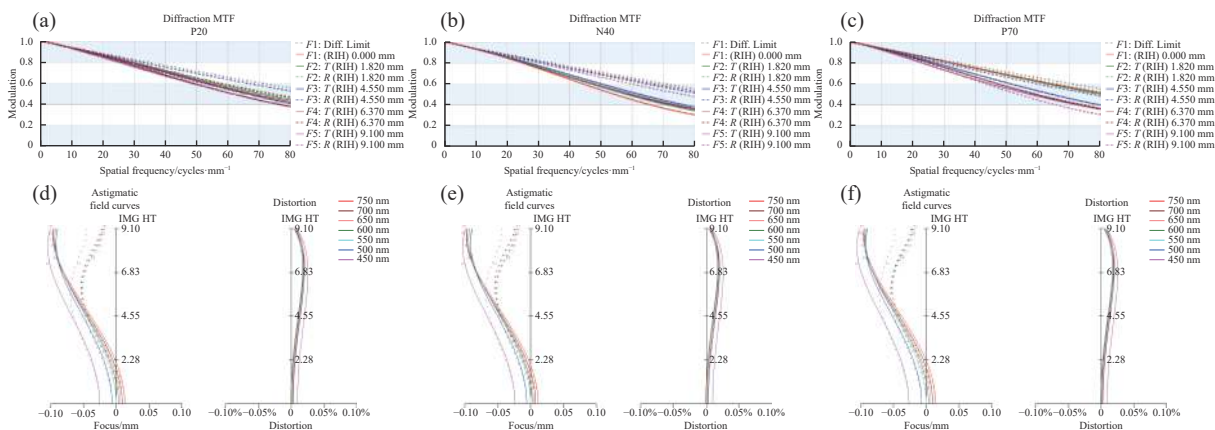 (a)
Diffraction MTF
P20
1.0
0.8
0.6
0.4
0.2
0
Modulation
0 10 20 30 40 50 60 70 80
Spatial frequency/cycles·mm⁻¹
F1: Diff. Limit
F1: (RIH) 0.000 mm
F2: T (RIH) 1.820 mm
F2: R (RIH) 1.820 mm
F3: T (RIH) 4.550 mm
F3: R (RIH) 4.550 mm
F4: T (RIH) 6.370 mm
F4: R (RIH) 6.370 mm
F5: T (RIH) 9.100 mm
F5: R (RIH) 9.100 mm
(b)
Diffraction MTF
N40
1.0
0.8
0.6
0.4
0.2
0
Modulation
0 10 20 30 40 50 60 70 80
Spatial frequency/cycles·mm⁻¹
F1: Diff. Limit
F1: (RIH) 0.000 mm
F2: T (RIH) 1.820 mm
F2: R (RIH) 1.820 mm
F3: T (RIH) 4.550 mm
F3: R (RIH) 4.550 mm
F4: T (RIH) 6.370 mm
F4: R (RIH) 6.370 mm
F5: T (RIH) 9.100 mm
F5: R (RIH) 9.100 mm
(c)
Diffraction MTF
P70
1.0
0.8
0.6
0.4
0.2
0
Modulation
0 10 20 30 40 50 60 70 80
Spatial frequency/cycles·mm⁻¹
F1: Diff. Limit
F1: (RIH) 0.000 mm
F2: T (RIH) 1.820 mm
F2: R (RIH) 1.820 mm
F3: T (RIH) 4.550 mm
F3: R (RIH) 4.550 mm
F4: T (RIH) 6.370 mm
F4: R (RIH) 6.370 mm
F5: T (RIH) 9.100 mm
F5: R (RIH) 9.100 mm
(d)
Astigmatic
field curves
IMG HT
9.10
6.83
4.55
2.28
−0.10 −0.05 0 0.05 0.10
Focus/mm
Distortion
IMG HT
9.10
6.83
4.55
2.28
−0.10% −0.05% 0 0.05 0.10%
Distortion
750 nm
700 nm
650 nm
600 nm
550 nm
500 nm
450 nm
(e)
Astigmatic
field curves
IMG HT
9.10
6.83
4.55
2.28
−0.10 −0.05 0 0.05 0.10
Focus/mm
Distortion
IMG HT
9.10
6.83
4.55
2.28
−0.10% −0.05% 0 0.05 0.10%
Distortion
750 nm
700 nm
650 nm
600 nm
550 nm
500 nm
450 nm
(f)
Astigmatic
field curves
IMG HT
9.10
6.83
4.55
2.28
−0.10 −0.05 0 0.05 0.10
Focus/mm
Distortion
IMG HT
9.10
6.83
4.55
2.28
−0.10% −0.05% 0 0.05 0.10%
Distortion
750 nm
700 nm
650 nm
600 nm
550 nm
500 nm
450 nm